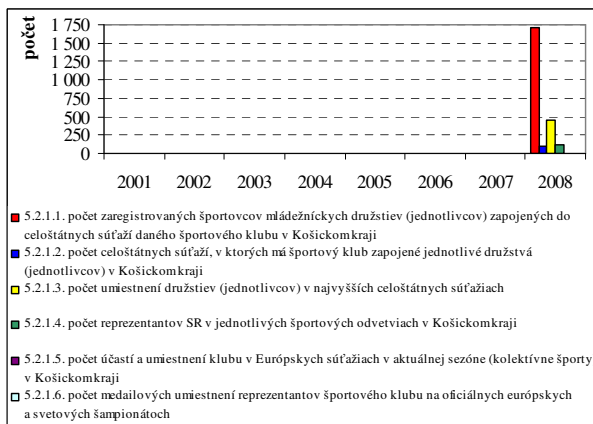 počet
1 750
1 500
1 250
1 000
750
500
250
0
2001 2002 2003 2004 2005 2006 2007 2008
5.2.1.1. počet zaregistrovaných športovcov mládežníckych družstiev (jednotlivcov) zapojených do
celoštátnych súťaží daného športového klubu v Košickomkraji
5.2.1.2. počet celoštátnych súťaží, v ktorých má športový klub zapojené jednotlivé družstvá
(jednotlivcov) v Košickomkraji
5.2.1.3. počet umiestnení družstiev (jednotlivcov) v najvyšších celoštátnych súťažiach
5.2.1.4. počet reprezentantov SR v jednotlivých športových odvetviach v Košickomkraji
5.2.1.5. počet účastí a umiestnení klubu v Európskych súťažiach v aktuálnej sezóne (kolektívne športy
v Košickomkraji
5.2.1.6. počet medailových umiestnení reprezentantov športového klubu na oficiálnych európskych
a svetových šampionátoch